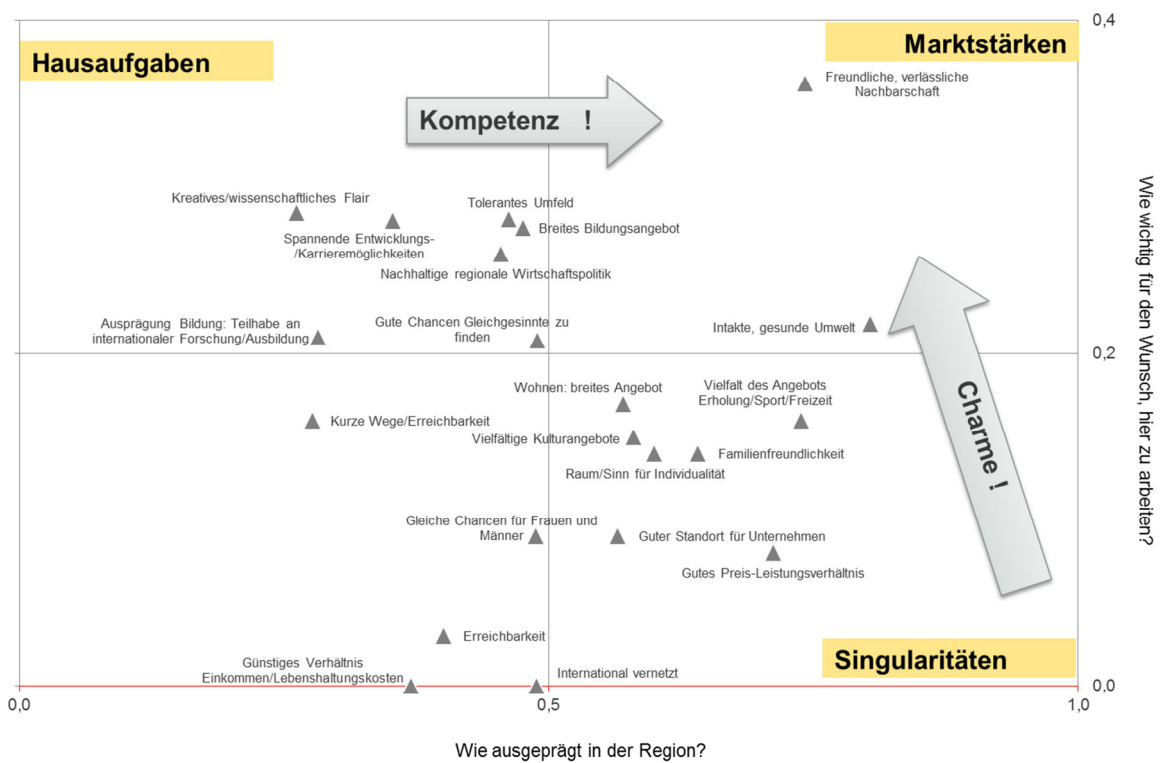 0,4
Hausaufgaben
Marktstärken
Freundliche, verlässliche
Nachbarschaft
Kompetenz !
Kreatives/wissenschaftliches Flair
Tolerantes Umfeld
Breites Bildungsangebot
Spannende Entwicklungs-
/Karrieremöglichkeiten
Nachhaltige regionale Wirtschaftspolitik
Ausprägung Bildung: Teilhabe an
internationaler Forschung/Ausbildung
Gute Chancen Gleichgesinnte zu
finden
Intakte, gesunde Umwelt
0,2
Wohnen: breites Angebot
Vielfalt des Angebots
Erholung/Sport/Freizeit
Kurze Wege/Erreichbarkeit
Vielfältige Kulturangebote
Familienfreundlichkeit
Raum/Sinn für Individualität
Charme !
Gleiche Chancen für Frauen und
Männer
Guter Standort für Unternehmen
Gutes Preis-Leistungsverhältnis
Erreichbarkeit
Singularitäten
Günstiges Verhältnis
Einkommen/Lebenshaltungskosten
International vernetzt
0,0
0,0
0,5
1,0
Wie ausgeprägt in der Region?
Wie wichtig für den Wunsch, hier zu arbeiten?